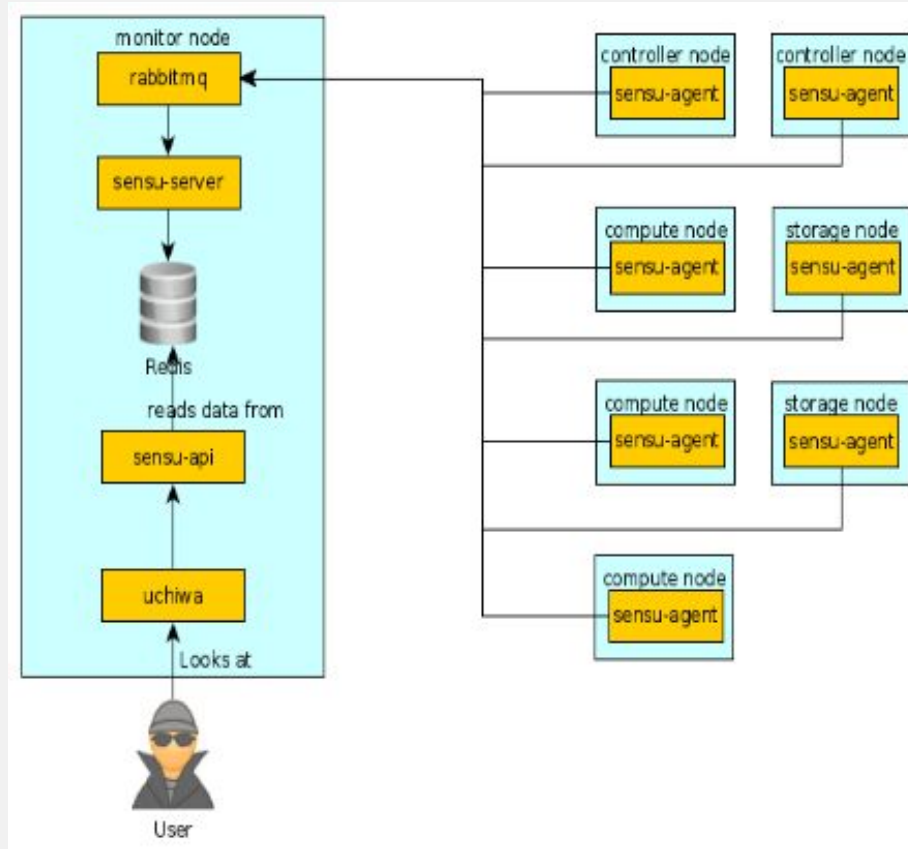 monitor node
rabbitmq
sensu-server
Redis
reads data from
sensu-api
uchiwa
Looks at
User
controller node
sensu-agent
controller node
sensu-agent
compute node
sensu-agent
storage node
sensu-agent
compute node
sensu-agent
storage node
sensu-agent
compute node
sensu-agent